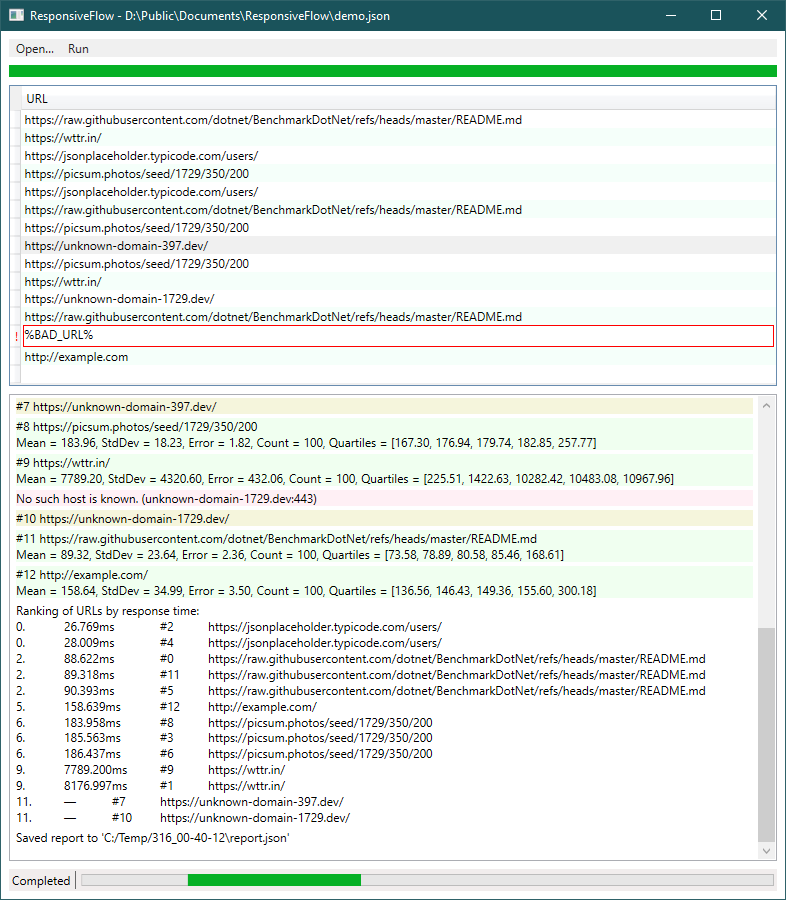 ResponsiveFlow - D:\Public\Documents\ResponsiveFlow\demo.json
Open... Run
URL
https://raw.githubusercontent.com/dotnet/BenchmarkDotNet/refs/heads/master/README.md
https://wttr.in/
https://jsonplaceholder.typicode.com/users/
https://picsum.photos/seed/1729/350/200
https://jsonplaceholder.typicode.com/users/
https://raw.githubusercontent.com/dotnet/BenchmarkDotNet/refs/heads/master/README.md
https://picsum.photos/seed/1729/350/200
https://unknown-domain-397.dev/
https://picsum.photos/seed/1729/350/200
https://wttr.in/
https://unknown-domain-1729.dev/
https://raw.githubusercontent.com/dotnet/BenchmarkDotNet/refs/heads/master/README.md
! %BAD_URL%
http://example.com
#7 https://unknown-domain-397.dev/
#8 https://picsum.photos/seed/1729/350/200
Mean = 183.96, StdDev = 18.23, Error = 1.82, Count = 100, Quartiles = [167.30, 176.94, 179.74, 182.85, 257.77]
#9 https://wttr.in/
Mean = 7789.20, StdDev = 4320.60, Error = 432.06, Count = 100, Quartiles = [225.51, 1422.63, 10282.42, 10483.08, 10967.96]
No such host is known. (unknown-domain-1729.dev:443)
#10 https://unknown-domain-1729.dev/
#11 https://raw.githubusercontent.com/dotnet/BenchmarkDotNet/refs/heads/master/README.md
Mean = 89.32, StdDev = 23.64, Error = 2.36, Count = 100, Quartiles = [73.58, 78.89, 80.58, 85.46, 168.61]
#12 http://example.com/
Mean = 158.64, StdDev = 34.99, Error = 3.50, Count = 100, Quartiles = [136.56, 146.43, 149.36, 155.60, 300.18]
Ranking of URLs by response time:
0. 26.769ms #2 https://jsonplaceholder.typicode.com/users/
0. 28.009ms #4 https://jsonplaceholder.typicode.com/users/
2. 88.622ms #0 https://raw.githubusercontent.com/dotnet/BenchmarkDotNet/refs/heads/master/README.md
2. 89.318ms #11 https://raw.githubusercontent.com/dotnet/BenchmarkDotNet/refs/heads/master/README.md
2. 90.393ms #5 https://raw.githubusercontent.com/dotnet/BenchmarkDotNet/refs/heads/master/README.md
5. 158.639ms #12 http://example.com/
6. 183.958ms #8 https://picsum.photos/seed/1729/350/200
6. 185.563ms #3 https://picsum.photos/seed/1729/350/200
6. 186.437ms #6 https://picsum.photos/seed/1729/350/200
9. 7789.200ms #9 https://wttr.in/
9. 8176.997ms #1 https://wttr.in/
11. — #7 https://unknown-domain-397.dev/
11. — #10 https://unknown-domain-1729.dev/
Saved report to 'C:/Temp/316_00-40-12\report.json'
Completed